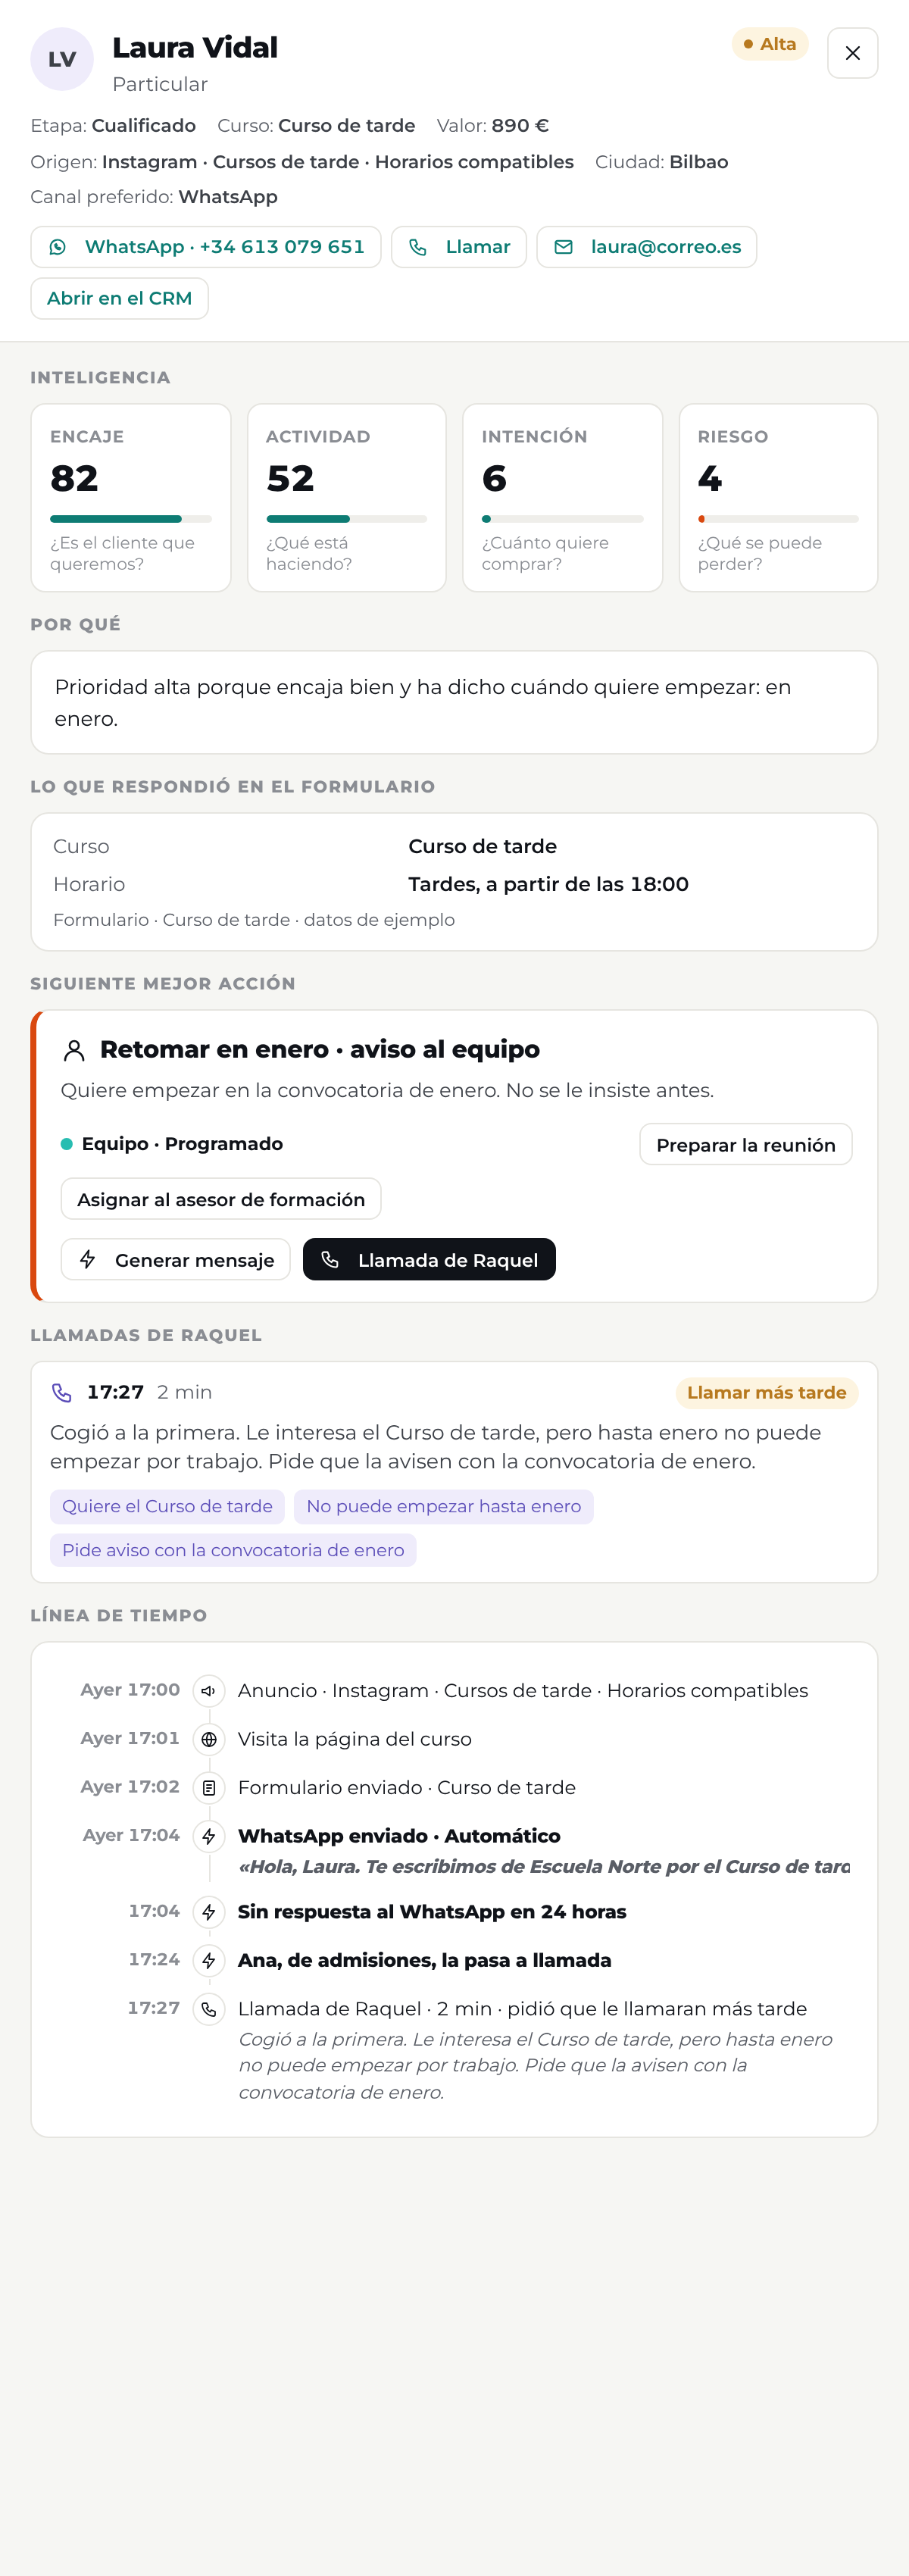 LV
Laura Vidal
Alta
Particular
Etapa: Cualificado Curso: Curso de tarde Valor: 890 €
Origen: Instagram · Cursos de tarde · Horarios compatibles Ciudad: Bilbao
Canal preferido: WhatsApp
WhatsApp · +34 613 079 651 Llamar laura@correo.es
Abrir en el CRM
INTELIGENCIA
ENCAJE
82
¿Es el cliente que
queremos?
ACTIVIDAD
52
¿Qué está
haciendo?
INTENCIÓN
6
¿Cuánto quiere
comprar?
RIESGO
4
¿Qué se puede
perder?
POR QUÉ
Prioridad alta porque encaja bien y ha dicho cuándo quiere empezar: en
enero.
LO QUE RESPONDIÓ EN EL FORMULARIO
Curso Curso de tarde
Horario Tardes, a partir de las 18:00
Formulario · Curso de tarde · datos de ejemplo
SIGUIENTE MEJOR ACCIÓN
Retomar en enero · aviso al equipo
Quiere empezar en la convocatoria de enero. No se le insiste antes.
Equipo · Programado Preparar la reunión
Asignar al asesor de formación
Generar mensaje Llamada de Raquel
LLAMADAS DE RAQUEL
17:27 2 min Llamar más tarde
Cogió a la primera. Le interesa el Curso de tarde, pero hasta enero no puede
empezar por trabajo. Pide que la avisen con la convocatoria de enero.
Quiere el Curso de tarde No puede empezar hasta enero
Pide aviso con la convocatoria de enero
LÍNEA DE TIEMPO
Ayer 17:00 Anuncio · Instagram · Cursos de tarde · Horarios compatibles
Ayer 17:01 Visita la página del curso
Ayer 17:02 Formulario enviado · Curso de tarde
Ayer 17:04 WhatsApp enviado · Automático
«Hola, Laura. Te escribimos de Escuela Norte por el Curso de tard
17:04 Sin respuesta al WhatsApp en 24 horas
17:24 Ana, de admisiones, la pasa a llamada
17:27 Llamada de Raquel · 2 min · pidió que le llamaran más tarde
Cogió a la primera. Le interesa el Curso de tarde, pero hasta enero
no puede empezar por trabajo. Pide que la avisen con la
convocatoria de enero.